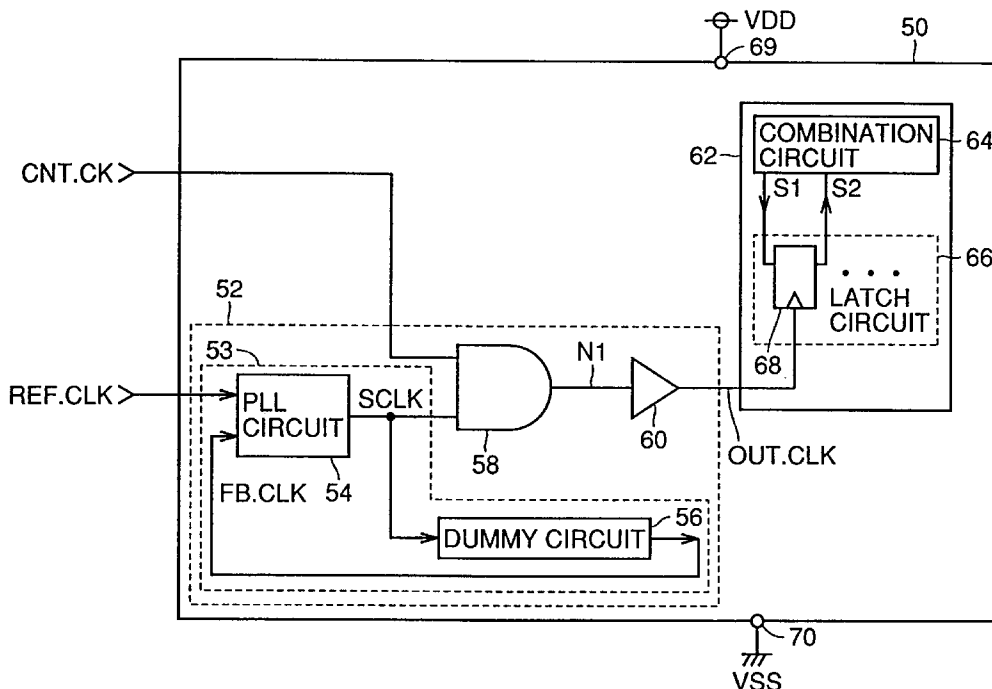 VDD
69
50
COMBINATION
CIRCUIT
64
62
CNT.CK
S1
S2
66
LATCH
CIRCUIT
68
52
53
N1
REF.CLK
PLL
CIRCUIT
SCLK
58
60
OUT.CLK
54
FB.CLK
56
DUMMY CIRCUIT
70
VSS